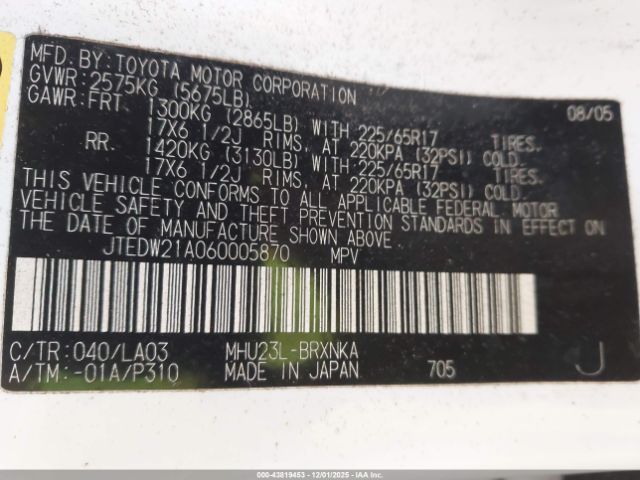 MFD. BY: TOYOTA MOTOR CORPORATION 08/05
GVWR: 2575KG (5675LB)
GAWR: FRT. 1300KG (2865LB) WITH 225/65R17 TIRES.
17X6 1/2J RIMS, AT 220KPA (32PSI) COLD.
RR. 1420KG (3130LB) WITH 225/65R17 TIRES.
17X6 1/2J RIMS, AT 220KPA (32PSI) COLD.
THIS VEHICLE CONFORMS TO ALL APPLICABLE FEDERAL MOTOR
VEHICLE SAFETY AND THEFT PREVENTION STANDARDS IN EFFECT ON
THE DATE OF MANUFACTURE SHOWN ABOVE.
JTEDW21A060005870 MPV
C/TR: 040/LA03 MHU23L-BRXNKA J
A/TM: -01A/P310 MADE IN JAPAN 705
000-43819453 - 12/01/2025 - IAAI.COM